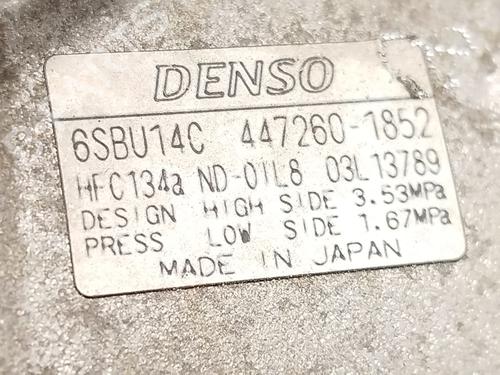 DENSO
6SBU14C 447260-1852
HFC134a ND-OIL8 03L13789
DESIGN HIGH SIDE 3.53MPa
PRESS LOW SIDE 1.67MPa
MADE IN JAPAN